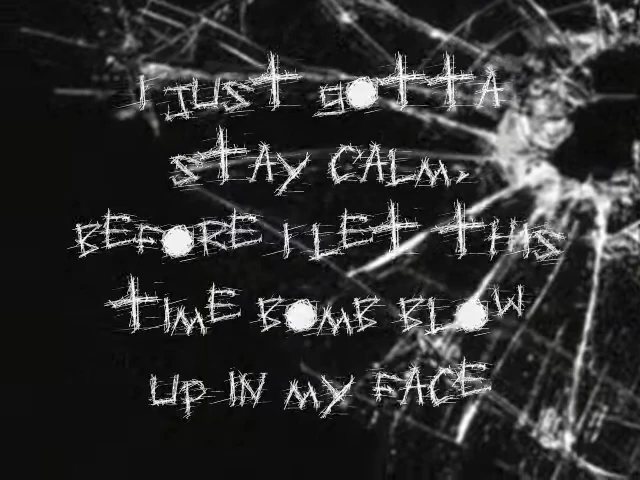 I JUST gOTTA
STAY CALM,
BEFORE I LET THIS
TIME BOMB BLOW
UP IN MY FACE